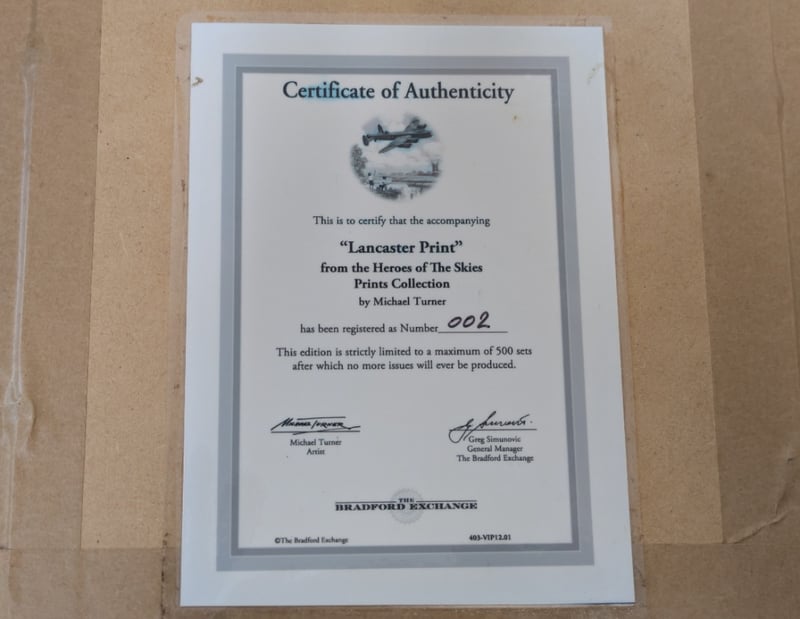 Certificate of Authenticity
This is to certify that the accompanying
“Lancaster Print”
from the Heroes of The Skies
Prints Collection
by Michael Turner
has been registered as Number 002
This edition is strictly limited to a maximum of 500 sets
after which no more issues will ever be produced.
Michael Turner
Michael Turner
Artist
G Simunovic
Greg Simunovic
General Manager
The Bradford Exchange
THE
BRADFORD EXCHANGE
©The Bradford Exchange
403-VIP12.01